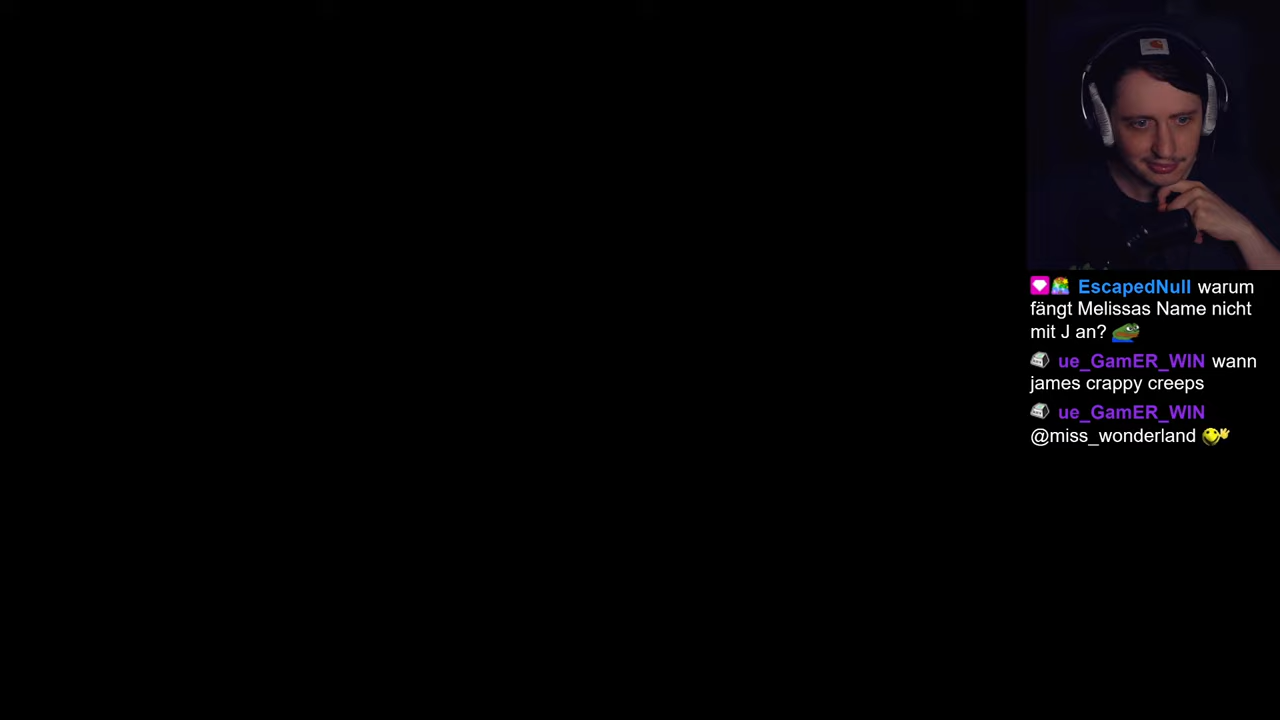 EscapedNull warum
fängt Melissas Name nicht
mit J an?
ue_GamER_WIN wann
james crappy creeps
ue_GamER_WIN
@miss_wonderland